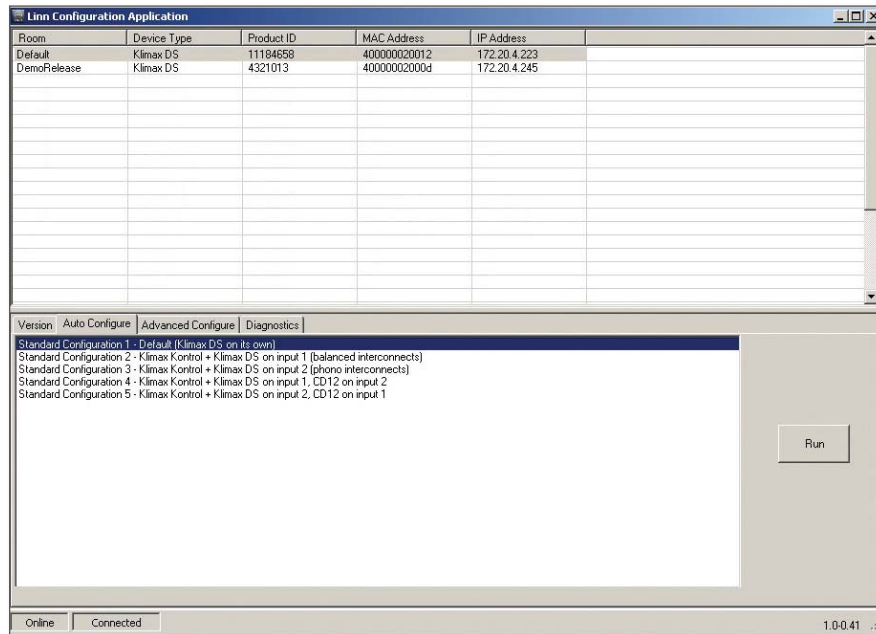 Linn Configuration Application
Room Device Type Product ID MAC Address IP Address
Default Klimax DS 11184658 400000020012 172.20.4.223
DemoRelease Klimax DS 4321013 40000002000d 172.20.4.245
Version Auto Configure Advanced Configure Diagnostics
Standard Configuration 1 - Default (Klimax DS on its own)
Standard Configuration 2 - Klimax Kontrol + Klimax DS on input 1 (balanced interconnects)
Standard Configuration 3 - Klimax Kontrol + Klimax DS on input 2 (phono interconnects)
Standard Configuration 4 - Klimax Kontrol + Klimax DS on input 1, CD12 on input 2
Standard Configuration 5 - Klimax Kontrol + Klimax DS on input 2, CD12 on input 1
Run
Online Connected 1.0-0.41